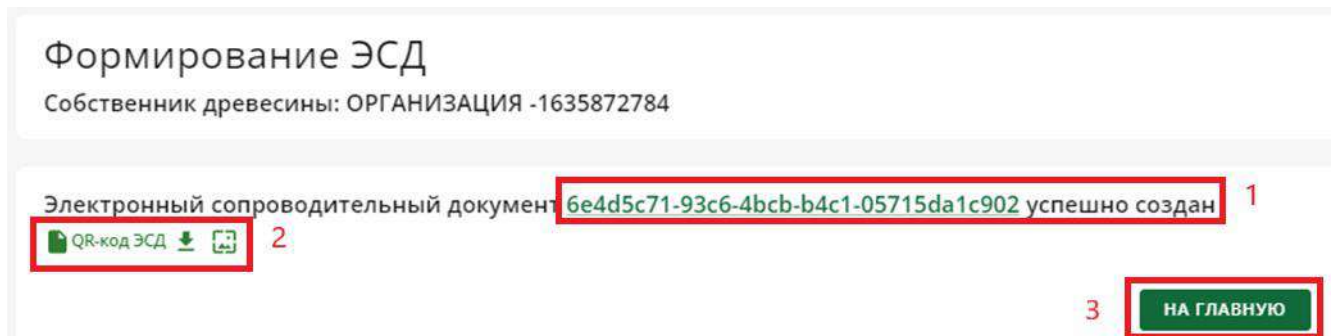 Формирование ЭСД
Собственник древесины: ОРГАНИЗАЦИЯ -1635872784
Электронный сопроводительный документ 6e4d5c71-93c6-4bcb-b4c1-05715da1c902 успешно создан 1
QR-код ЭСД 2
3 НА ГЛАВНУЮ